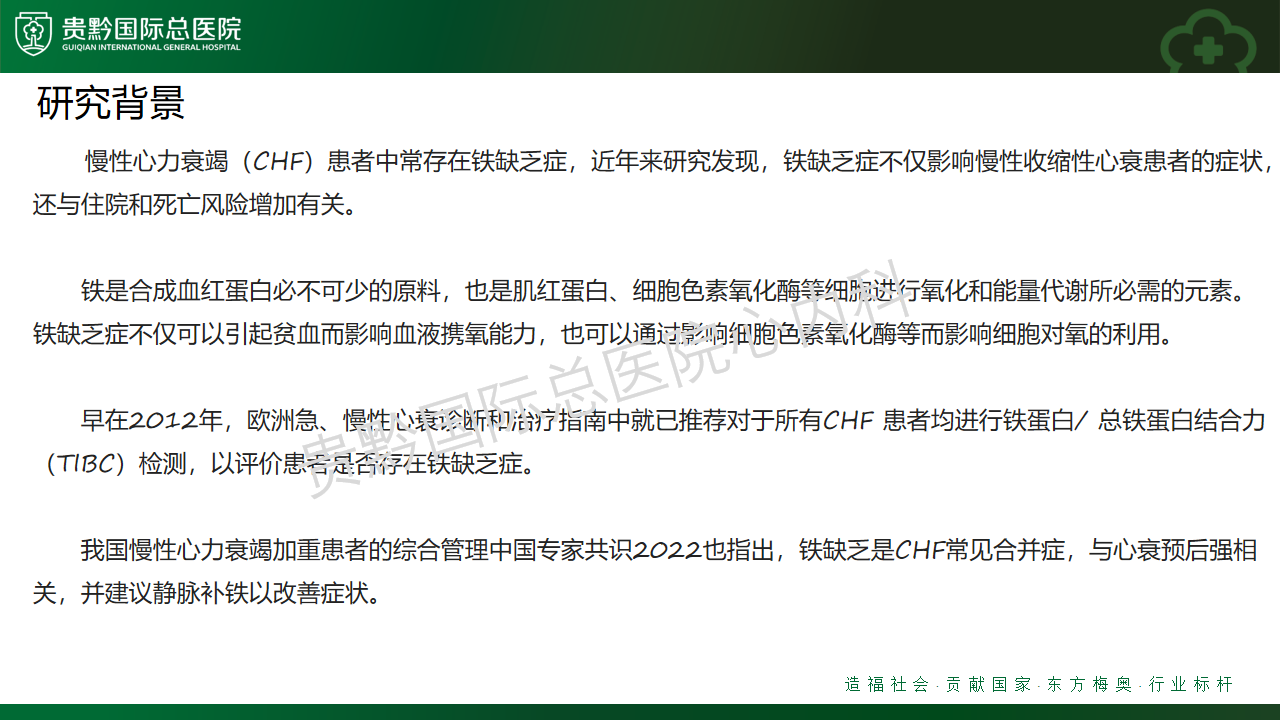 贵黔国际总医院
GUIQIAN INTERNATIONAL GENERAL HOSPITAL
研究背景
慢性心力衰竭（CHF）患者中常存在铁缺乏症，近年来研究发现，铁缺乏症不仅影响慢性收缩性心衰患者的症状，
还与住院和死亡风险增加有关。
铁是合成血红蛋白必不可少的原料，也是肌红蛋白、细胞色素氧化酶等细胞进行氧化和能量代谢所必需的元素。
铁缺乏症不仅可以引起贫血而影响血液携氧能力，也可以通过影响细胞色素氧化酶等而影响细胞对氧的利用。
早在2012年，欧洲急、慢性心衰诊断和治疗指南中就已推荐对于所有CHF 患者均进行铁蛋白/ 总铁蛋白结合力
（TIBC）检测，以评价患者是否存在铁缺乏症。
我国慢性心力衰竭加重患者的综合管理中国专家共识2022也指出，铁缺乏是CHF常见合并症，与心衰预后强相
关，并建议静脉补铁以改善症状。
贵黔国际总医院心内科
造福社会·贡献国家·东方梅奥·行业标杆